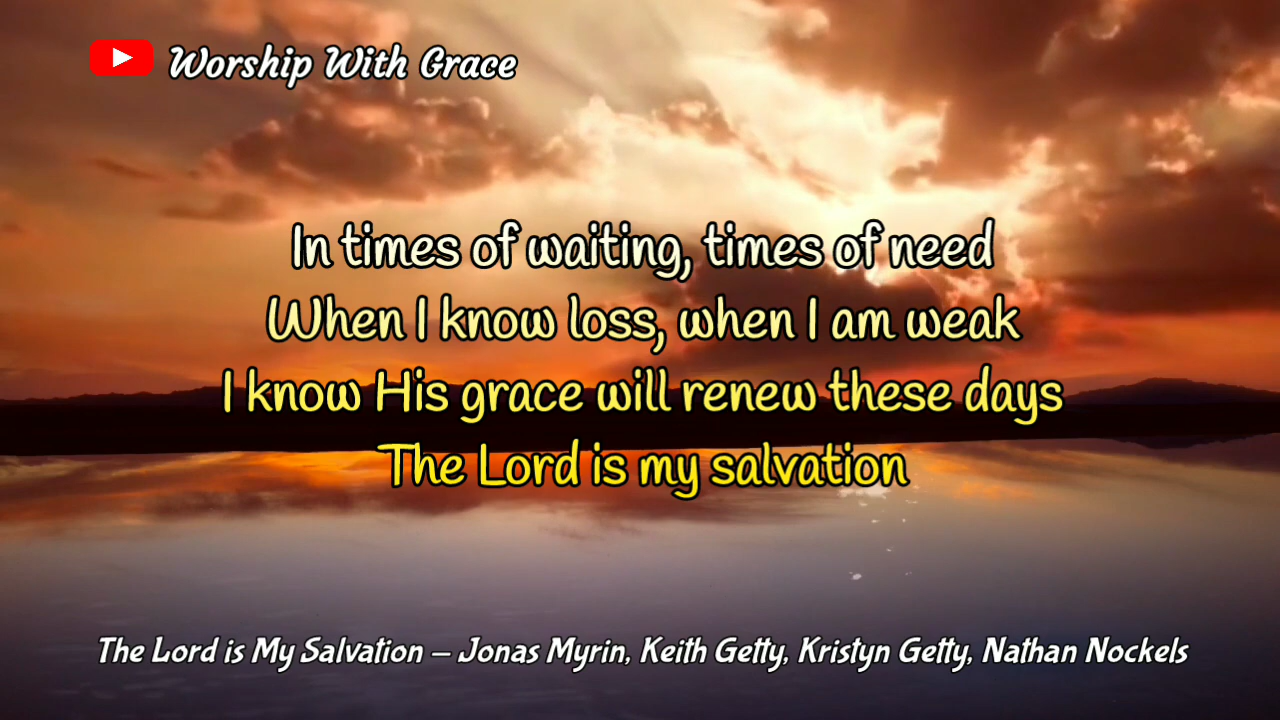 Worship With Grace
In times of waiting, times of need
When I know loss, when I am weak
I know His grace will renew these days
The Lord is my salvation
The Lord is My Salvation – Jonas Myrin, Keith Getty, Kristyn Getty, Nathan Nockels